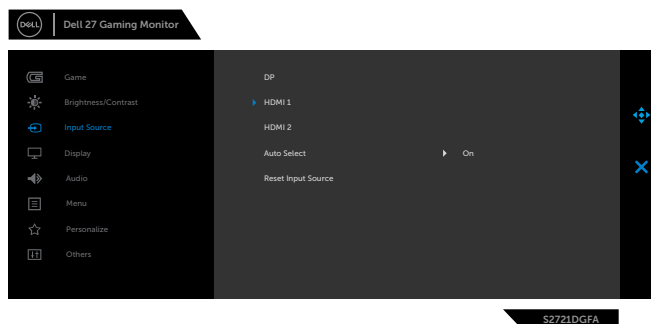 DELL
Dell 27 Gaming Monitor
Game
Brightness/Contrast
Input Source
Display
Audio
Menu
Personalize
Others
DP
HDMI 1
HDMI 2
Auto Select On
Reset Input Source
S2721DGFA